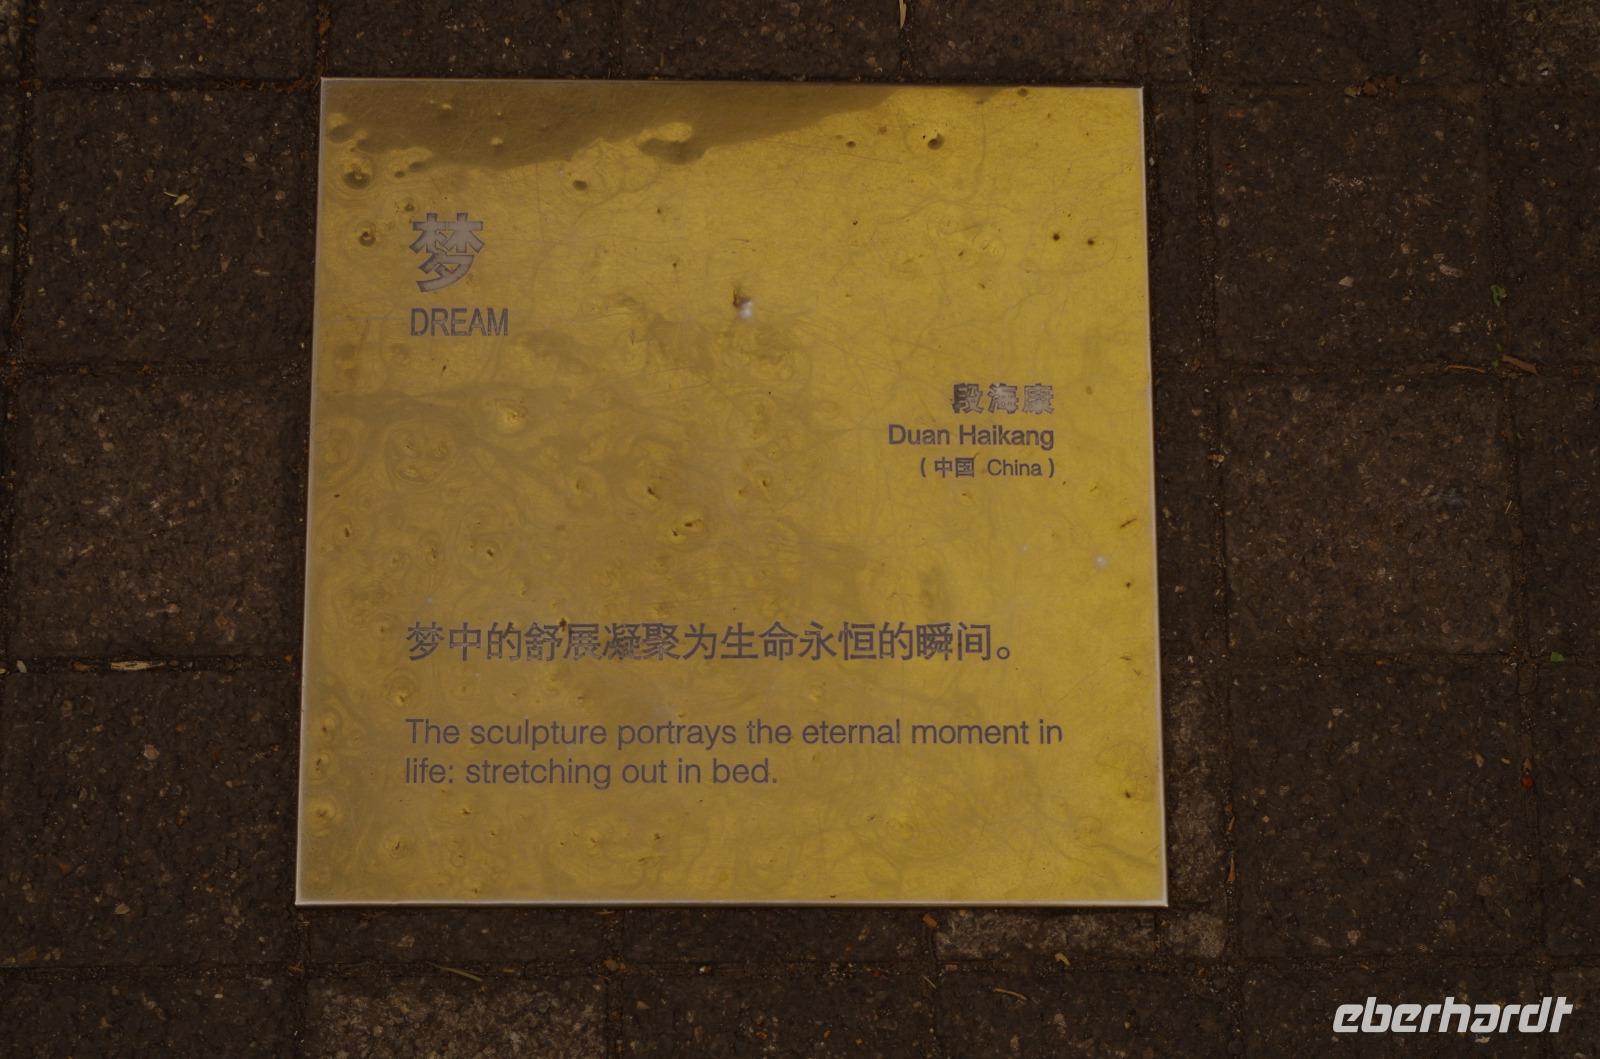 梦
DREAM
段海康
Duan Haikang
( 中国 China )
梦中的舒展凝聚为生命永恒的瞬间。
The sculpture portrays the eternal moment in
life: stretching out in bed.
eberhardt